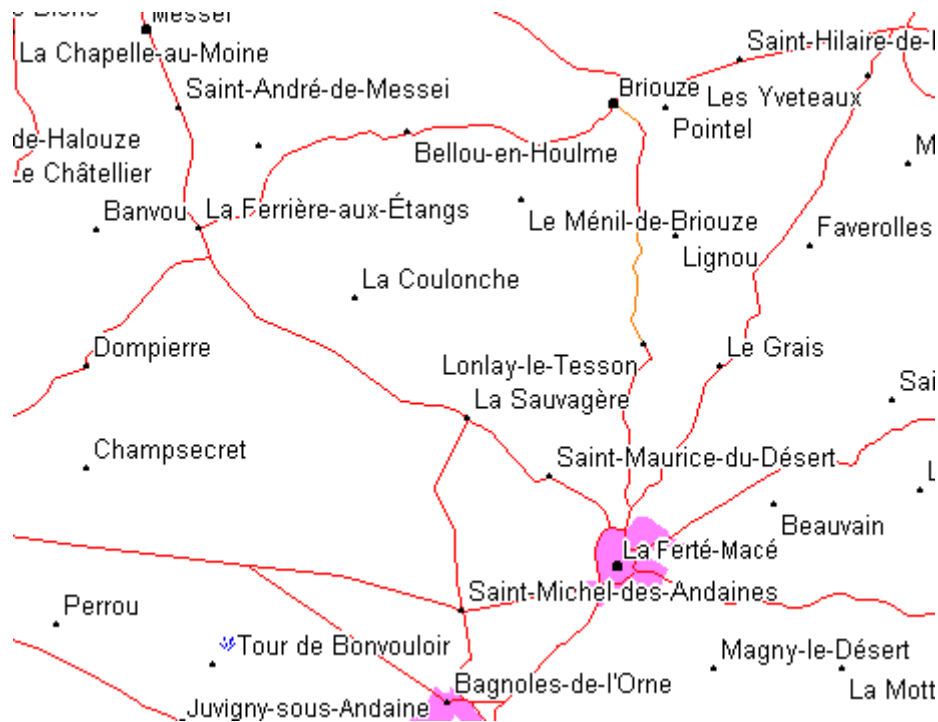 Messei
La Chapelle-au-Moine
Saint-Hilaire-de-
Briouze
Les Yveteaux
Saint-André-de-Messei
Pointel
de-Halouze
Bellou-en-Houlme
Le Châtellier
Banvou
La Ferrière-aux-Étangs
Le Ménil-de-Briouze
Faverolles
Lignou
La Coulonche
Dompierre
Le Grais
Lonlay-le-Tesson
La Sauvagère
Sai
Champsecret
Saint-Maurice-du-Désert
Beauvain
La Ferté-Macé
Saint-Michel-des-Andaines
Perrou
Tour de Bonvouloir
Magny-le-Désert
Bagnoles-de-l'Orne
La Mott
Juvigny-sous-Andaine